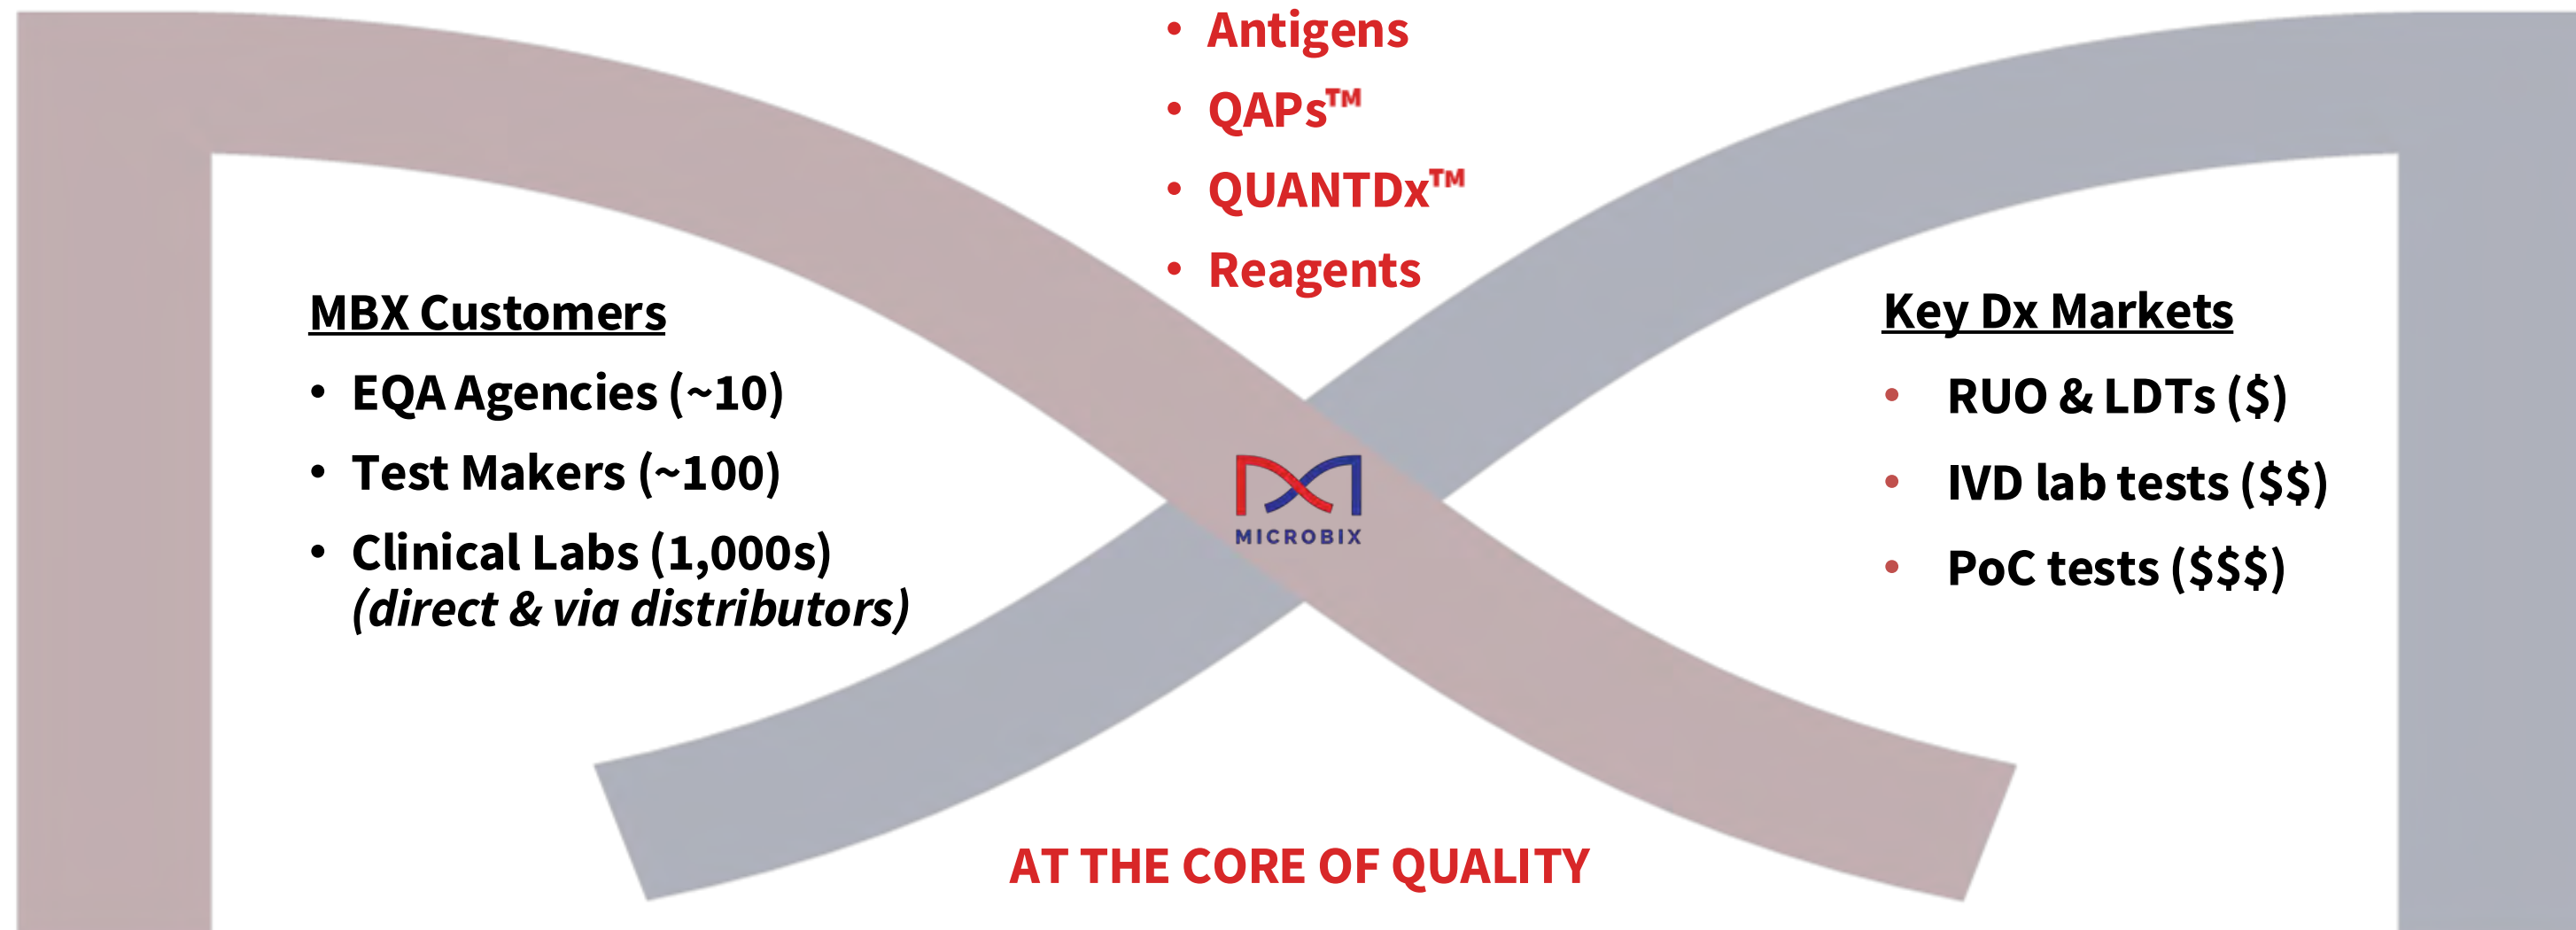 • Antigens
• QAPs™
• QUANTDx™
• Reagents
MBX Customers
• EQA Agencies (~10)
• Test Makers (~100)
• Clinical Labs (1,000s)
(direct & via distributors)
MICROBIX
Key Dx Markets
• RUO & LDTs ($)
• IVD lab tests ($$)
• PoC tests ($$$)
AT THE CORE OF QUALITY